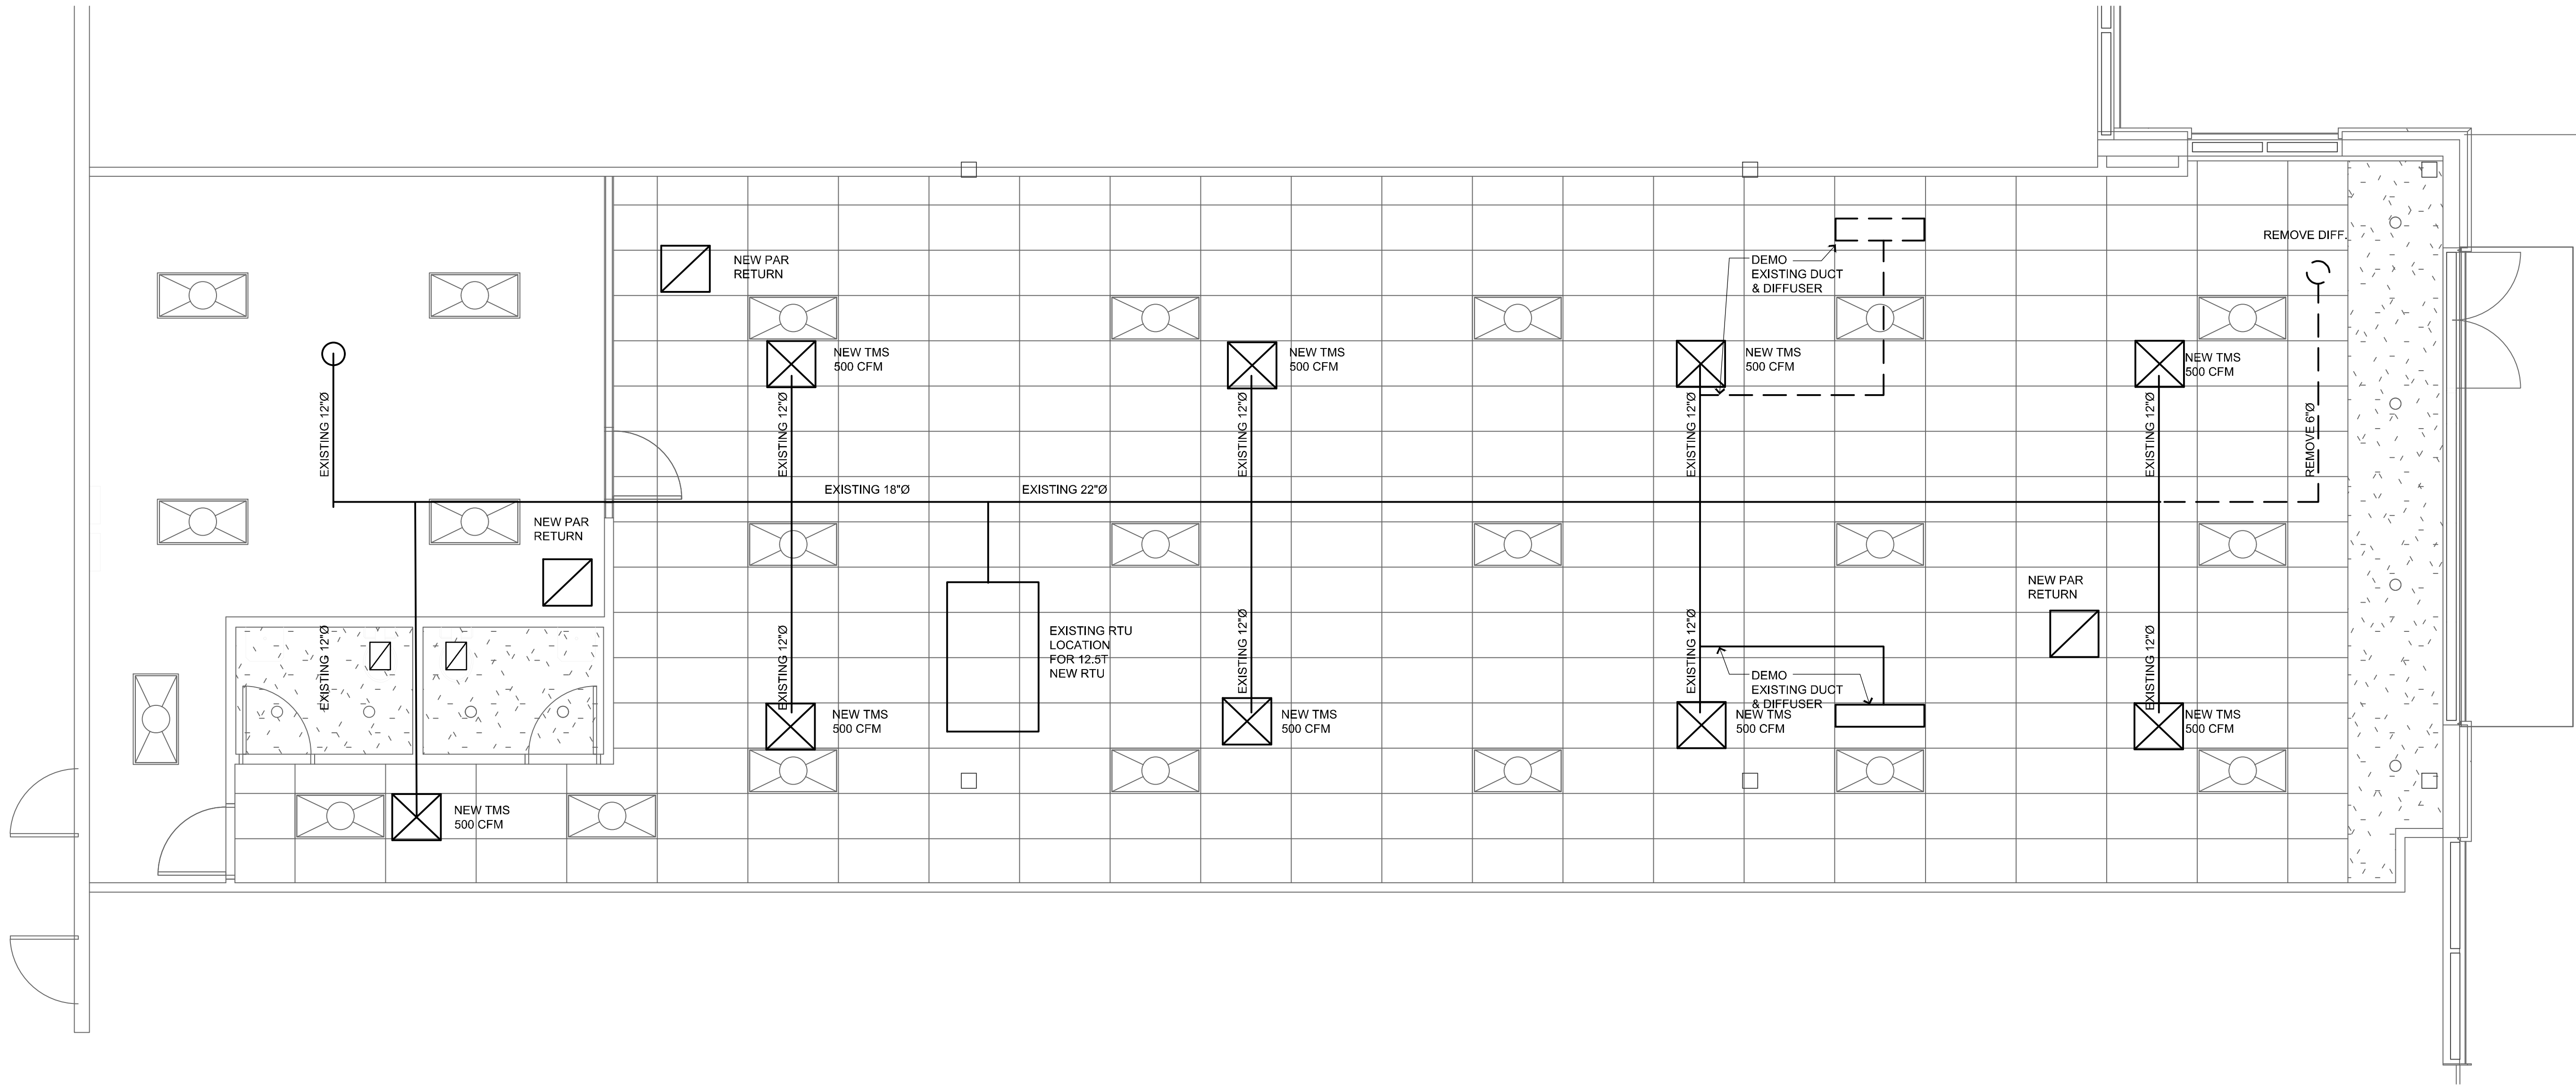 REMOVE DIFF.
NEW PAR
RETURN
DEMO
EXISTING DUCT
& DIFFUSER
NEW TMS
500 CFM
NEW TMS
500 CFM
NEW TMS
500 CFM
NEW TMS
500 CFM
EXISTING 12"Ø
EXISTING 12"Ø
EXISTING 12"Ø
EXISTING 12"Ø
EXISTING 12"Ø
REMOVE 6"Ø
EXISTING 18"Ø
EXISTING 22"Ø
NEW PAR
RETURN
NEW PAR
RETURN
EXISTING RTU
LOCATION
FOR 12.5T
NEW RTU
EXISTING 12"Ø
EXISTING 12"Ø
EXISTING 12"Ø
EXISTING 12"Ø
EXISTING 12"Ø
DEMO
EXISTING DUCT
& DIFFUSER
NEW TMS
500 CFM
NEW TMS
500 CFM
NEW TMS
500 CFM
NEW TMS
500 CFM
NEW TMS
500 CFM